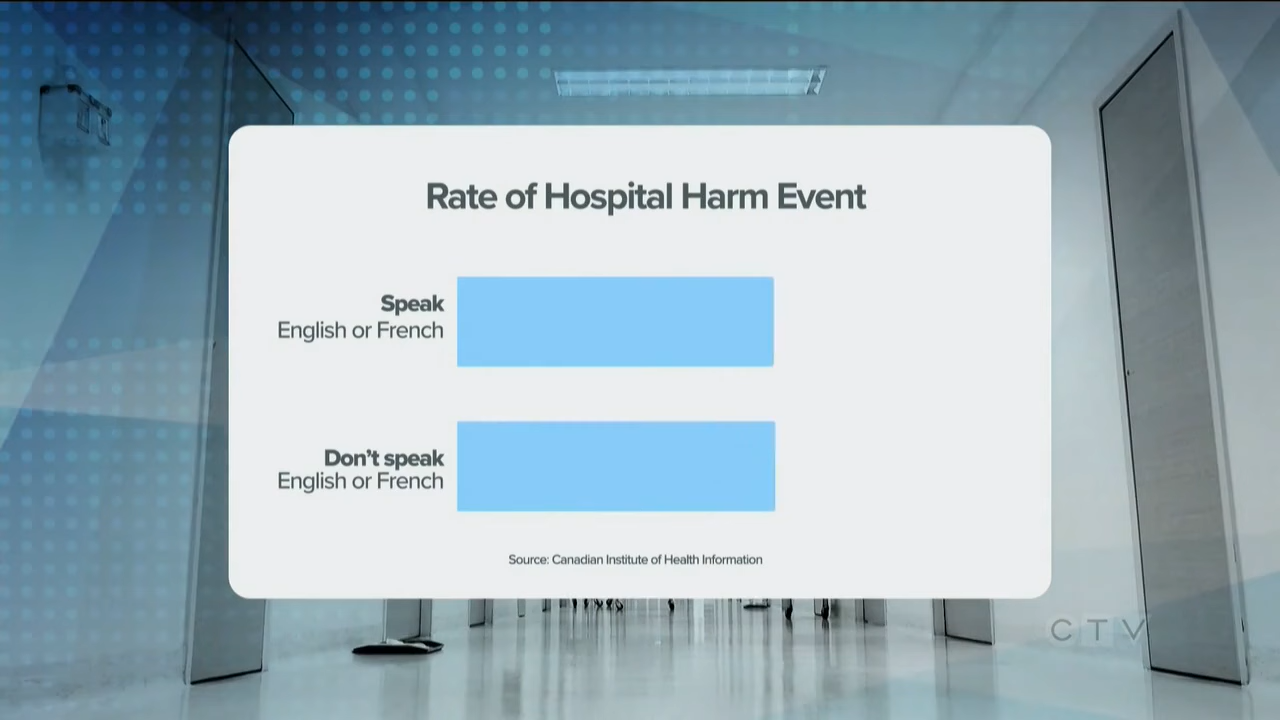 Rate of Hospital Harm Event
Speak
English or French
Don't speak
English or French
Source: Canadian Institute of Health Information
CTV